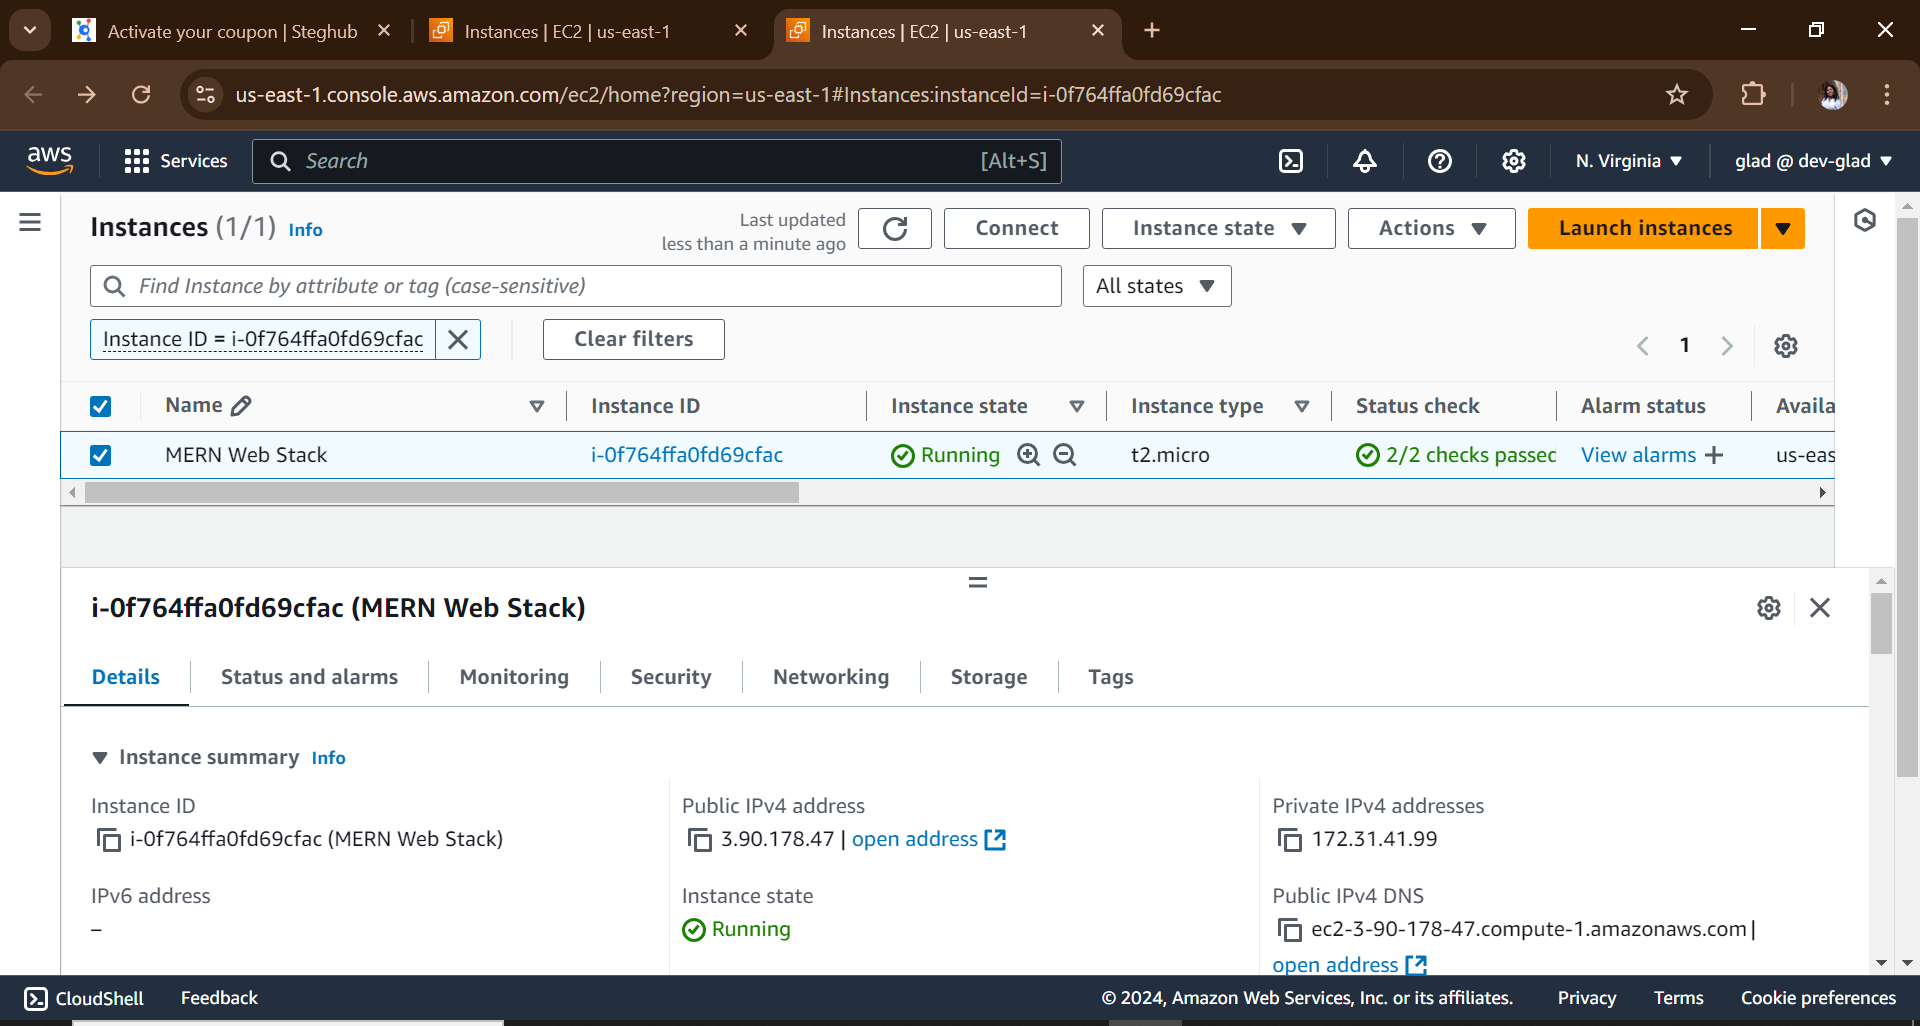 Activate your coupon | Steghub
Instances | EC2 | us-east-1
Instances | EC2 | us-east-1
us-east-1.console.aws.amazon.com/ec2/home?region=us-east-1#Instances:instanceId=i-0f764ffa0fd69cfac
aws
Services
Search
[Alt+S]
N. Virginia
glad @ dev-glad
Instances (1/1) Info
Last updated
less than a minute ago
Connect
Instance state
Actions
Launch instances
Find Instance by attribute or tag (case-sensitive)
All states
Instance ID = i-0f764ffa0fd69cfac
Clear filters
1
Name
Instance ID
Instance state
Instance type
Status check
Alarm status
Availa
MERN Web Stack
i-0f764ffa0fd69cfac
Running
t2.micro
2/2 checks passed
View alarms
us-eas
i-0f764ffa0fd69cfac (MERN Web Stack)
Details
Status and alarms
Monitoring
Security
Networking
Storage
Tags
Instance summary Info
Instance ID
i-0f764ffa0fd69cfac (MERN Web Stack)
Public IPv4 address
3.90.178.47 | open address
Private IPv4 addresses
172.31.41.99
IPv6 address
–
Instance state
Running
Public IPv4 DNS
ec2-3-90-178-47.compute-1.amazonaws.com |
open address
CloudShell
Feedback
© 2024, Amazon Web Services, Inc. or its affiliates.
Privacy
Terms
Cookie preferences